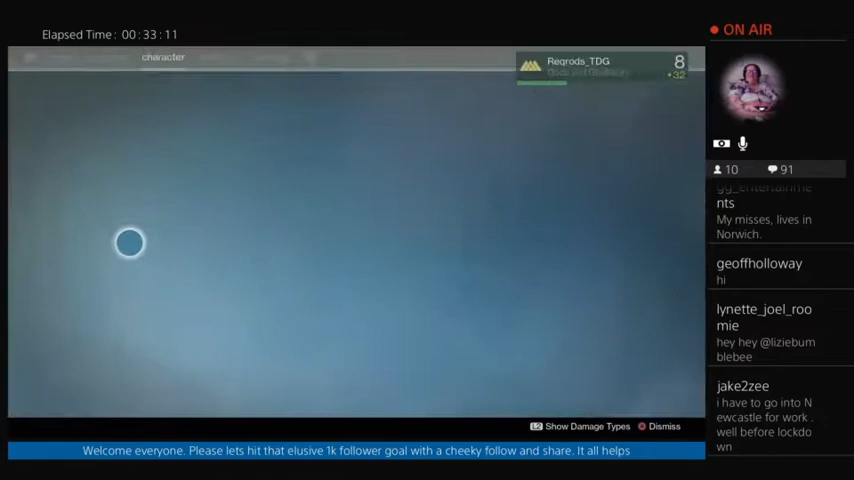 Elapsed Time : 00:33:11
ON AIR
character
Reqrods_TDG
8
+32
10
91
nts
My misses, lives in
Norwich.
geoffholloway
hi
lynette_joel_roo
mie
hey hey @liziebum
blebee
jake2zee
i have to go into N
ewcastle for work .
well before lockdo
wn
L2 Show Damage Types
Dismiss
Welcome everyone. Please lets hit that elusive 1k follower goal with a cheeky follow and share. It all helps